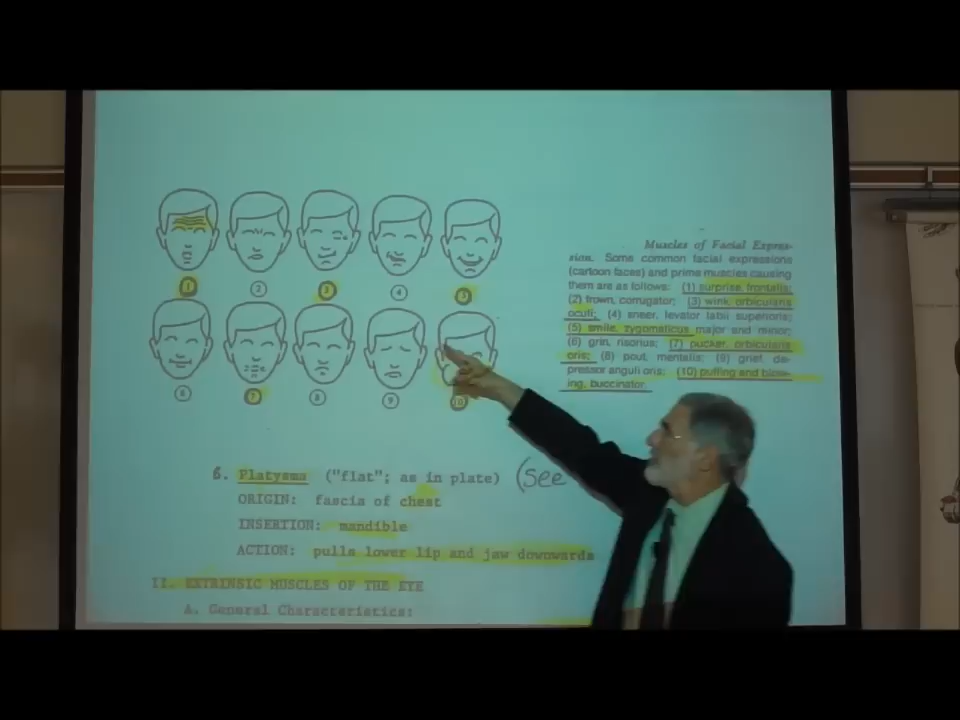 1 2 3 4 5
6 7 8 9 10
Muscles of Facial Expres-
sion. Some common facial expressions
(cartoon faces) and prime muscles causing
them are as follows: (1) surprise, frontalis;
(2) frown, corrugator; (3) wink, orbicularis
oculi; (4) sneer, levator labii superioris;
(5) smile, zygomaticus major and minor;
(6) grin, risorius; (7) pucker, orbicularis
oris; (8) pout, mentalis; (9) grief, de-
pressor anguli oris; (10) puffing and blow-
ing, buccinator.
6. Platysma ("flat"; as in plate) (see
ORIGIN: fascia of chest
INSERTION: mandible
ACTION: pulls lower lip and jaw downwards
II. EXTRINSIC MUSCLES OF THE EYE
A. General Characteristics: